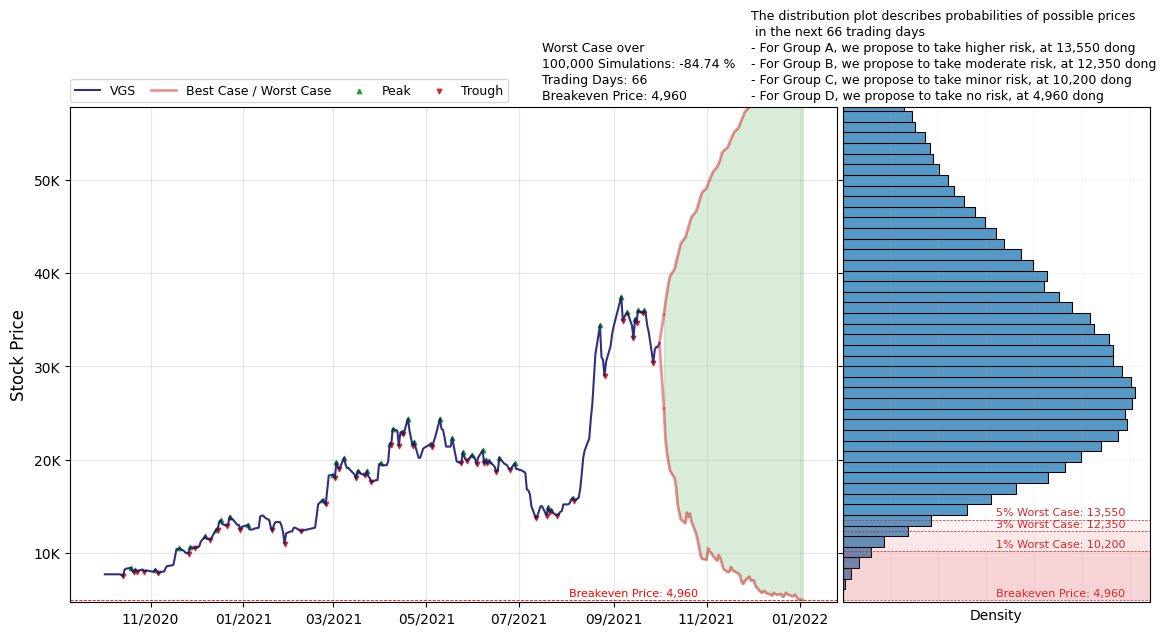 The distribution plot describes probabilities of possible prices
in the next 66 trading days
- For Group A, we propose to take higher risk, at 13,550 dong
- For Group B, we propose to take moderate risk, at 12,350 dong
- For Group C, we propose to take minor risk, at 10,200 dong
- For Group D, we propose to take no risk, at 4,960 dong
Worst Case over
100,000 Simulations: -84.74 %
Trading Days: 66
Breakeven Price: 4,960
VGS
Best Case / Worst Case
Peak
Trough
Stock Price
50K
40K
30K
20K
10K
5% Worst Case: 13,550
3% Worst Case: 12,350
1% Worst Case: 10,200
Breakeven Price: 4,960
Breakeven Price: 4,960
11/2020
01/2021
03/2021
05/2021
07/2021
09/2021
11/2021
01/2022
Density